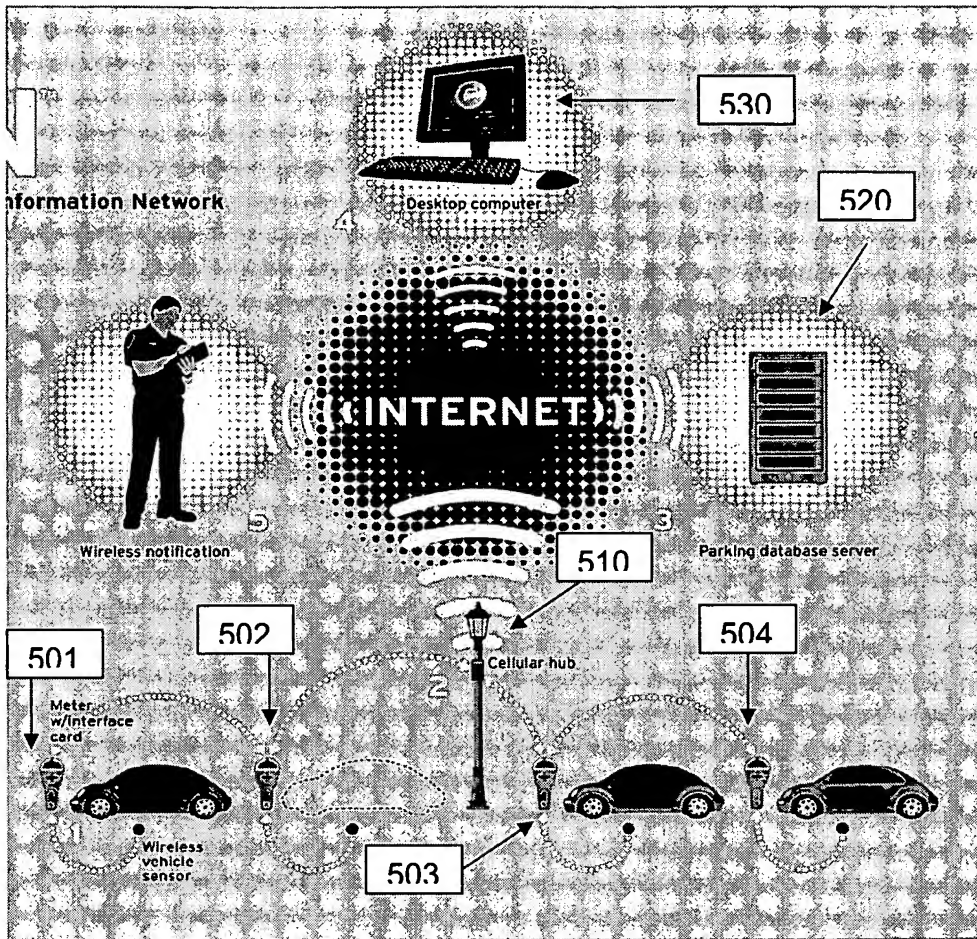 N
nformation Network
530
Desktop computer
4
520
INTERNET
Wireless notification
5
3
Parking database server
510
501
502
504
Cellular hub
2
Meter
w/interface
card
1
Wireless
vehicle
sensor
503